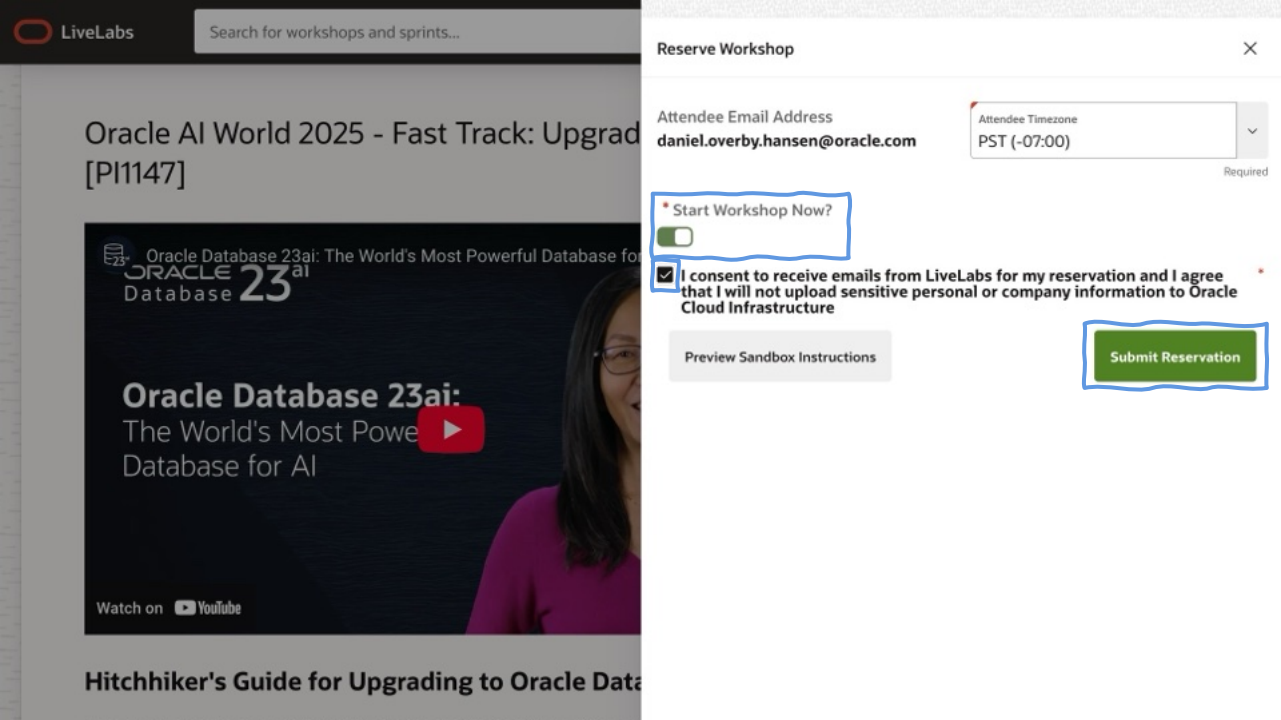 LiveLabs
Search for workshops and sprints...
Oracle AI World 2025 - Fast Track: Upgrad
[PI1147]
Oracle Database 23ai: The World's Most Powerful Database for
23
ORACLE
Database 23ai
Oracle Database 23ai:
The World's Most Powe
Database for AI
Watch on YouTube
Hitchhiker's Guide for Upgrading to Oracle Data
Reserve Workshop
Attendee Email Address
daniel.overby.hansen@oracle.com
Attendee Timezone
PST (-07:00)
Required
* Start Workshop Now?
I consent to receive emails from LiveLabs for my reservation and I agree *
that I will not upload sensitive personal or company information to Oracle
Cloud Infrastructure
Preview Sandbox Instructions
Submit Reservation